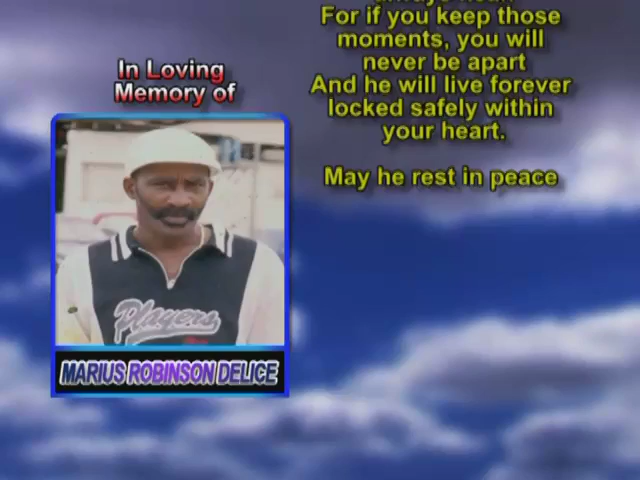 For if you keep those
moments, you will
never be apart
And he will live forever
locked safely within
your heart.
May he rest in peace
In Loving
Memory of
Players
MARIUS ROBINSON DELICE